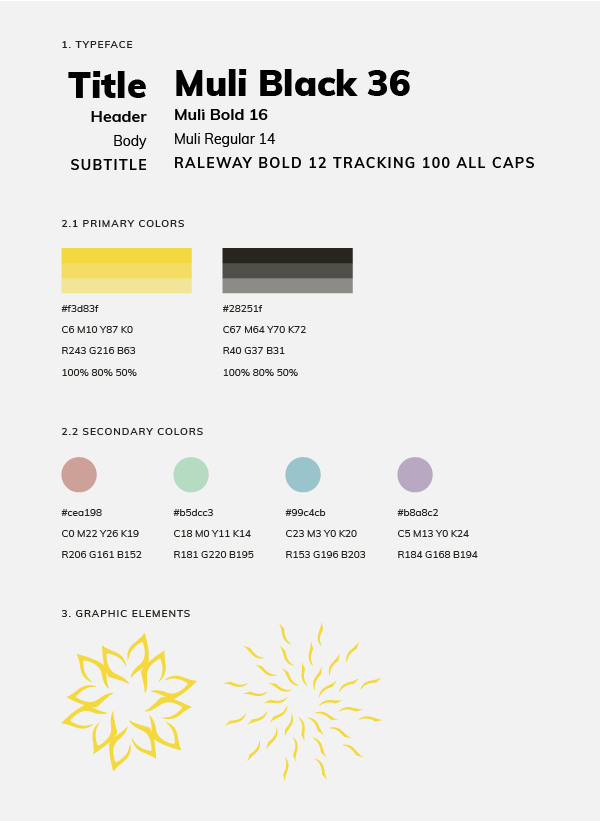 1. TYPEFACE
Title Muli Black 36
Header Muli Bold 16
Body Muli Regular 14
SUBTITLE RALEWAY BOLD 12 TRACKING 100 ALL CAPS
2.1 PRIMARY COLORS
#f3d83f #28251f
C6 M10 Y87 K0 C67 M64 Y70 K72
R243 G216 B63 R40 G37 B31
100% 80% 50% 100% 80% 50%
2.2 SECONDARY COLORS
#cea198 #b5dcc3 #99c4cb #b8a8c2
C0 M22 Y26 K19 C18 M0 Y11 K14 C23 M3 Y0 K20 C5 M13 Y0 K24
R206 G161 B152 R181 G220 B195 R153 G196 B203 R184 G168 B194
3. GRAPHIC ELEMENTS